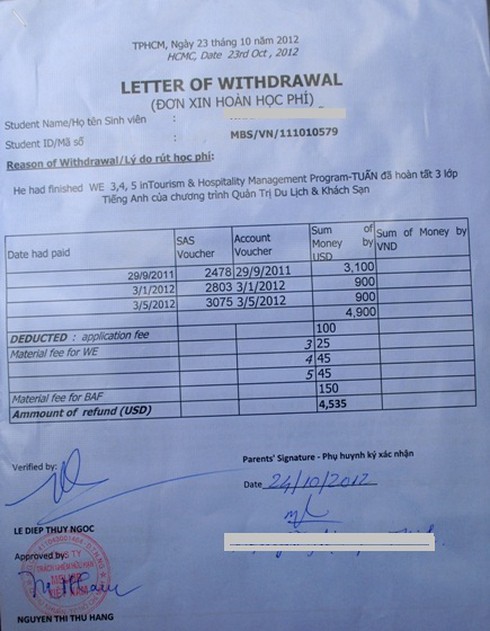 TPHCM, Ngày 23 tháng 10 năm 2012
HCMC, Date 23rd Oct , 2012
LETTER OF WITHDRAWAL
(ĐƠN XIN HOÀN HỌC PHÍ)
Student Name/Họ tên Sinh viên :
Student ID/Mã số : MBS/VN/111010579
Reason of Withdrawal/Lý do rút học phí:
He had finished WE 3,4, 5 inTourism & Hospitality Management Program-TUẤN đã hoàn tất 3 lớp
Tiếng Anh của chương trình Quản Trị Du Lịch & Khách Sạn
Date had paid SAS Voucher Account Voucher Sum of Money by USD Sum of Money by VND
29/9/2011 2478 29/9/2011 3,100
3/1/2012 2803 3/1/2012 900
3/5/2012 3075 3/5/2012 900
4,900
DEDUCTED : application fee 100
Material fee for WE 3 25
4 45
5 45
Material fee for BAF 150
Ammount of refund (USD) 4,535
Verified by:
Parents' Signature - Phụ huynh ký xác nhận
Date 24/10/2012
LE DIEP THUY NGOC
Approved by:
NGUYEN THI THU HANG